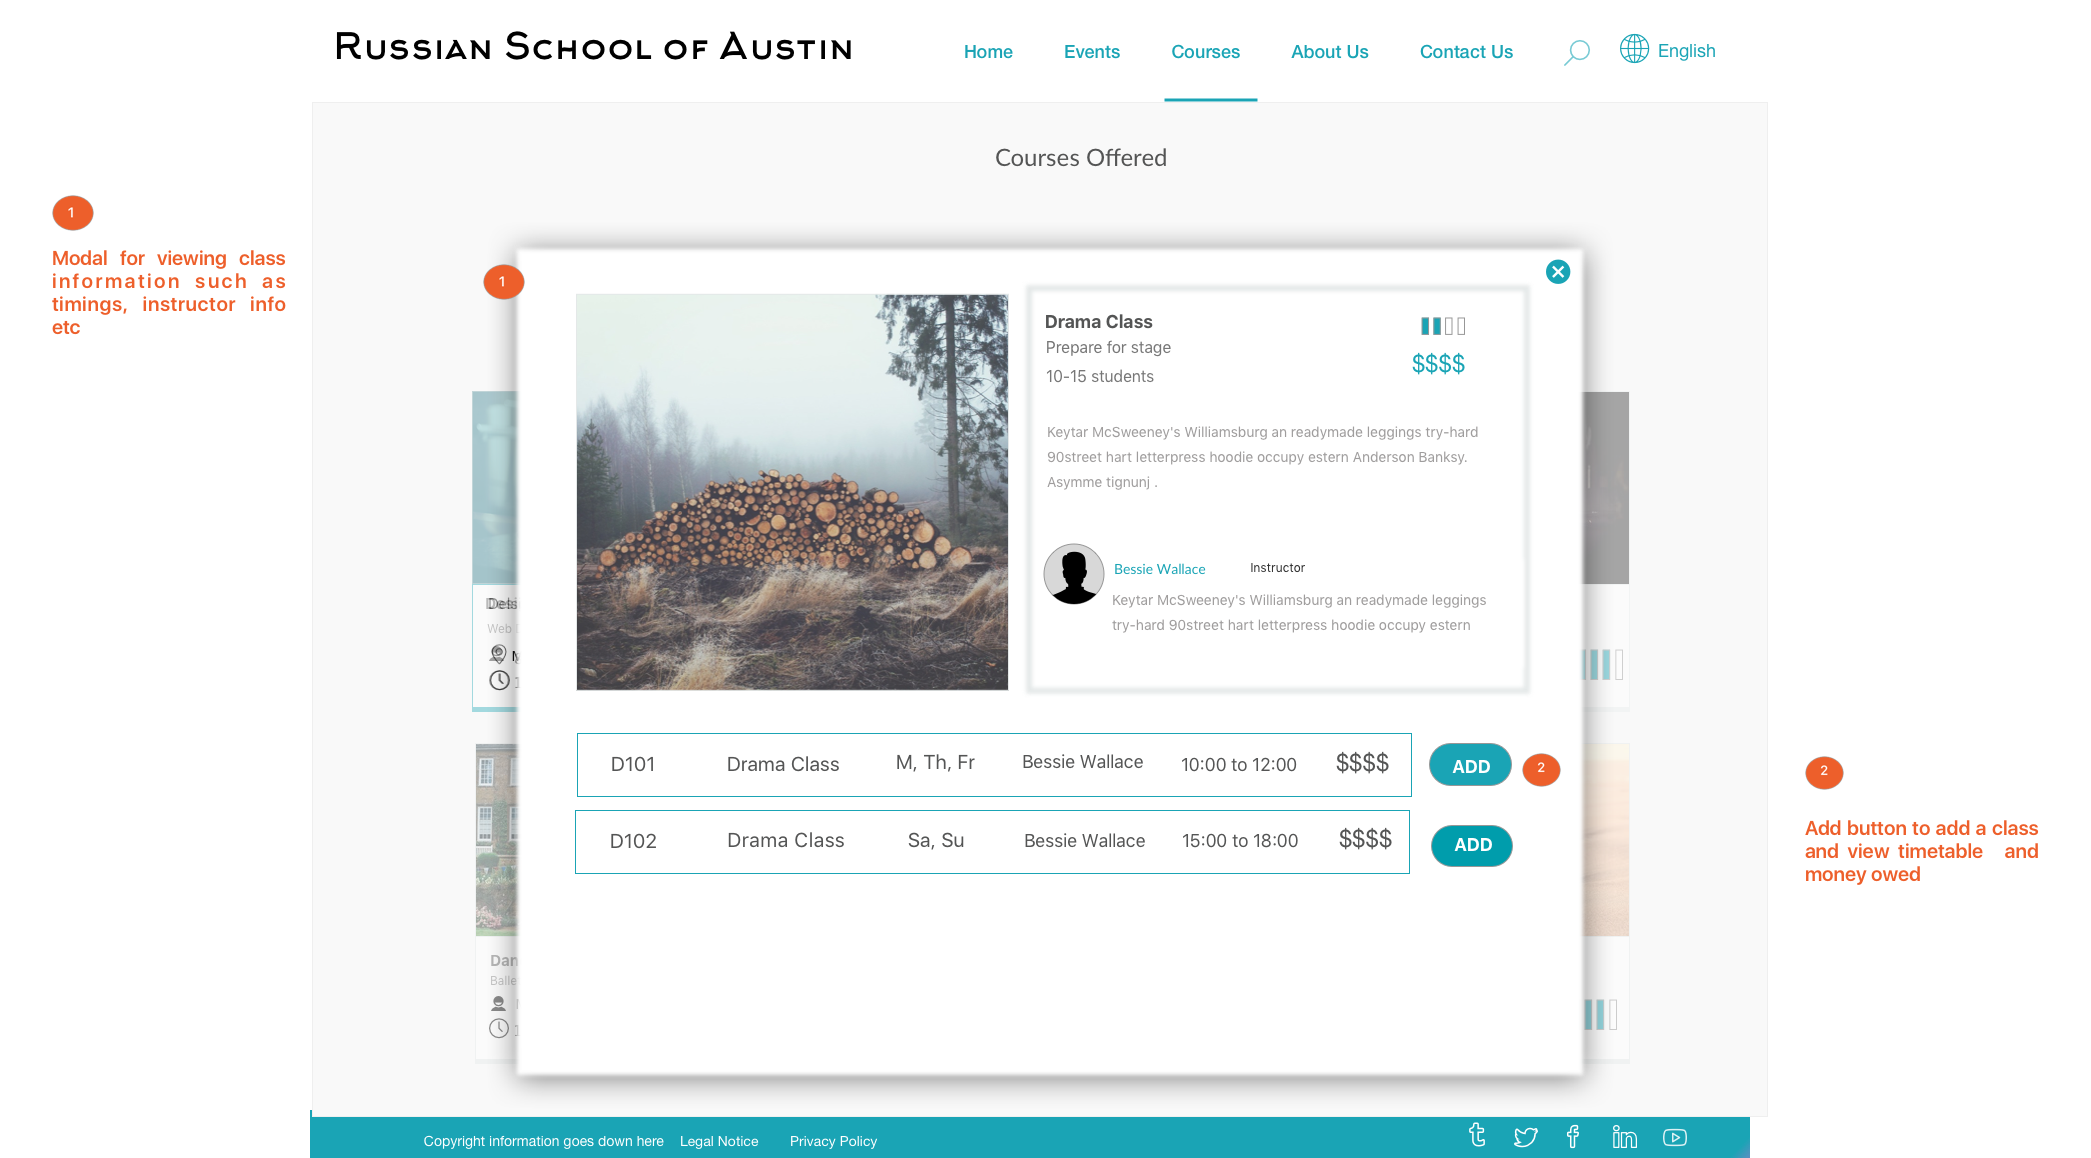 Russian School of Austin
Home Events Courses About Us Contact Us English
Courses Offered
1
Modal for viewing class
information such as
timings, instructor info
etc
1
Drama Class
Prepare for stage
$$$$
10-15 students
Keytar McSweeney's Williamsburg an readymade leggings try-hard
90street hart letterpress hoodie occupy estern Anderson Banksy.
Asymme tignunj .
Bessie Wallace Instructor
Keytar McSweeney's Williamsburg an readymade leggings
try-hard 90street hart letterpress hoodie occupy estern
Web
D101 Drama Class M, Th, Fr Bessie Wallace 10:00 to 12:00 $$$$ ADD 2
D102 Drama Class Sa, Su Bessie Wallace 15:00 to 18:00 $$$$ ADD
2
Add button to add a class
and view timetable and
money owed
Dan
Balle
Copyright information goes down here Legal Notice Privacy Policy